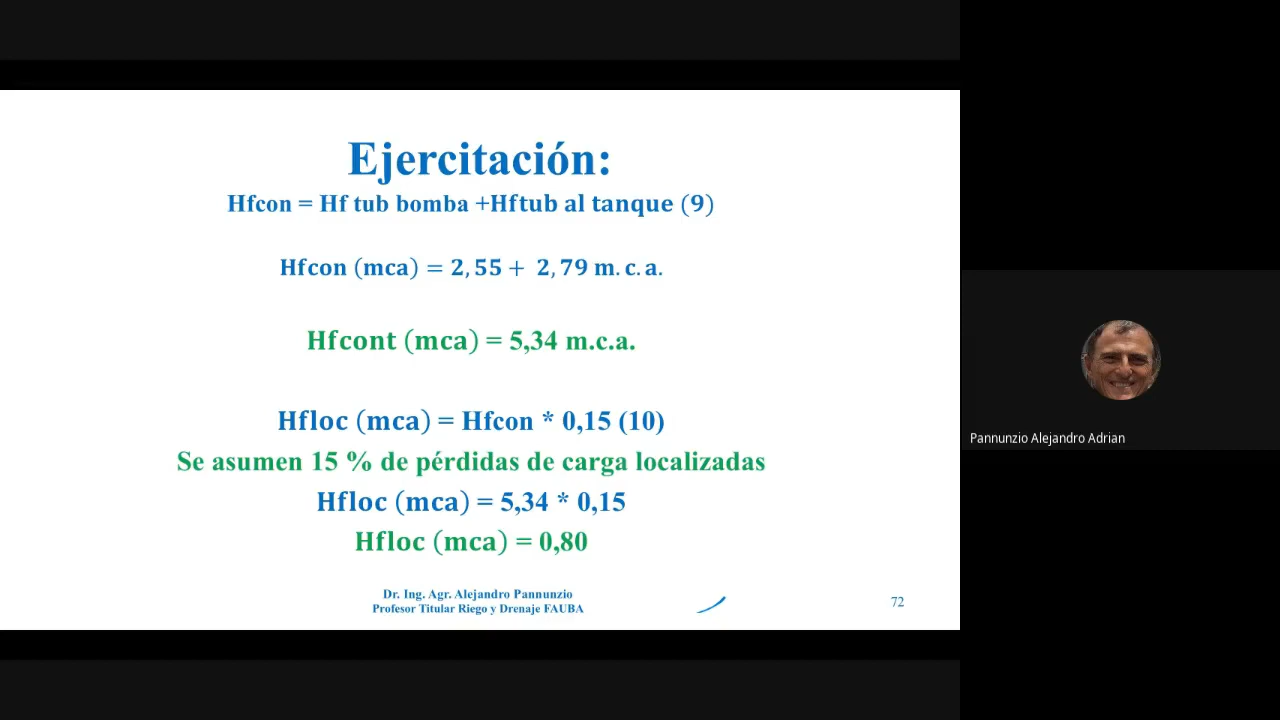 Ejercitación:
Hfcon = Hf tub bomba +Hftub al tanque (9)
Hfcon (mca) = 2,55 + 2,79 m.c.a.
Hfcont (mca) = 5,34 m.c.a.
Hfloc (mca) = Hfcon * 0,15 (10)
Se asumen 15 % de pérdidas de carga localizadas
Hfloc (mca) = 5,34 * 0,15
Hfloc (mca) = 0,80
Dr. Ing. Agr. Alejandro Pannunzio
Profesor Titular Riego y Drenaje FAUBA
72
Pannunzio Alejandro Adrian